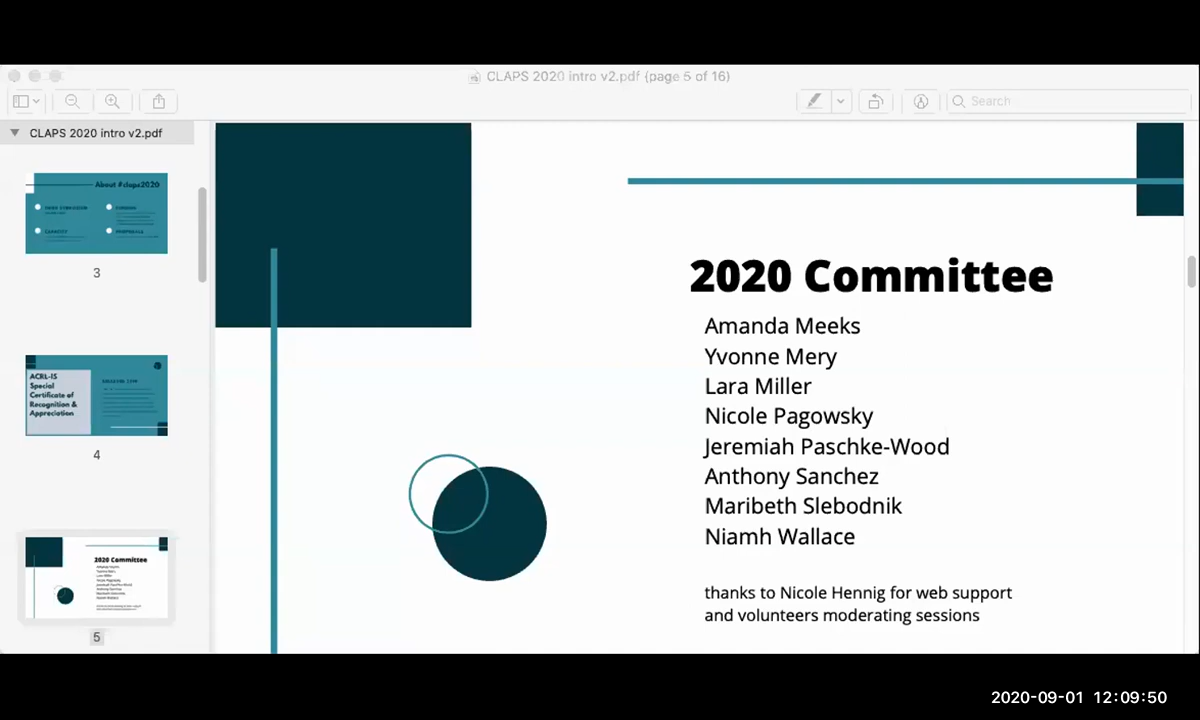 CLAPS 2020 intro v2.pdf (page 5 of 16)
Search
CLAPS 2020 intro v2.pdf
About #claps2020
3
ACRL-IS
Special
Certificate of
Recognition &
Appreciation
4
2020 Committee
5
2020 Committee
Amanda Meeks
Yvonne Mery
Lara Miller
Nicole Pagowsky
Jeremiah Paschke-Wood
Anthony Sanchez
Maribeth Slebodnik
Niamh Wallace
thanks to Nicole Hennig for web support
and volunteers moderating sessions
2020-09-01 12:09:50